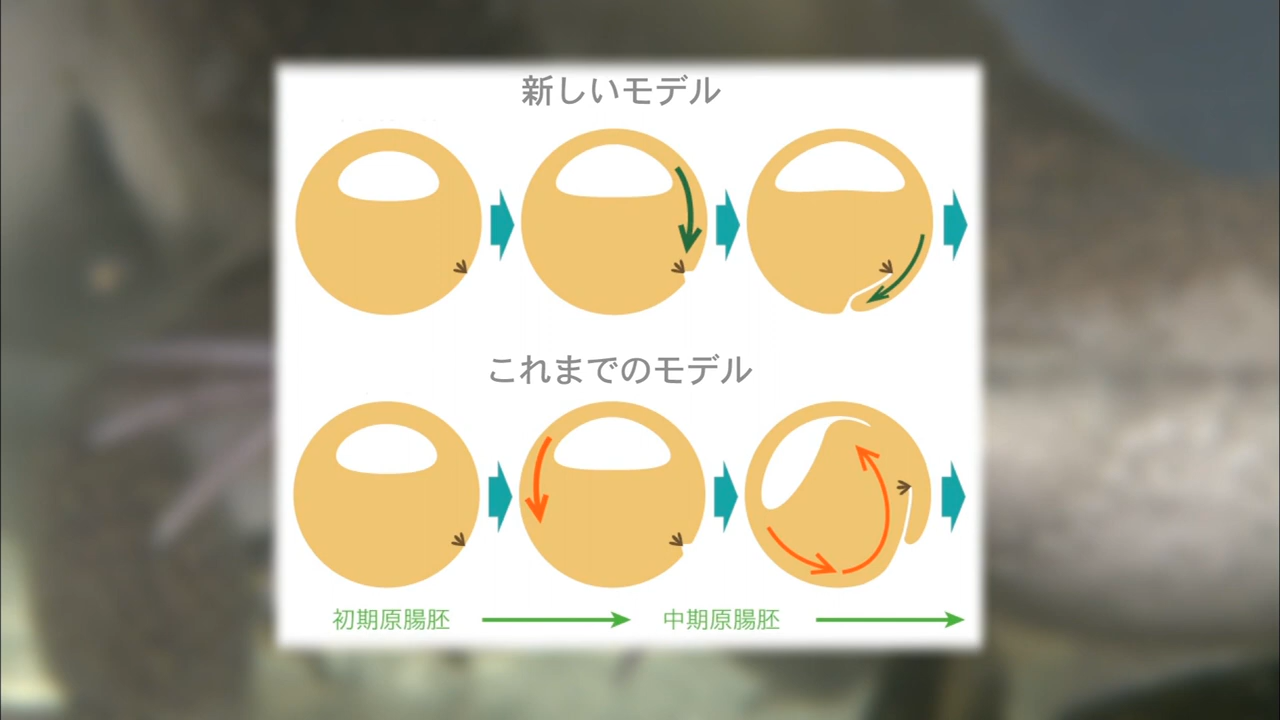 新しいモデル
これまでのモデル
初期原腸胚
中期原腸胚